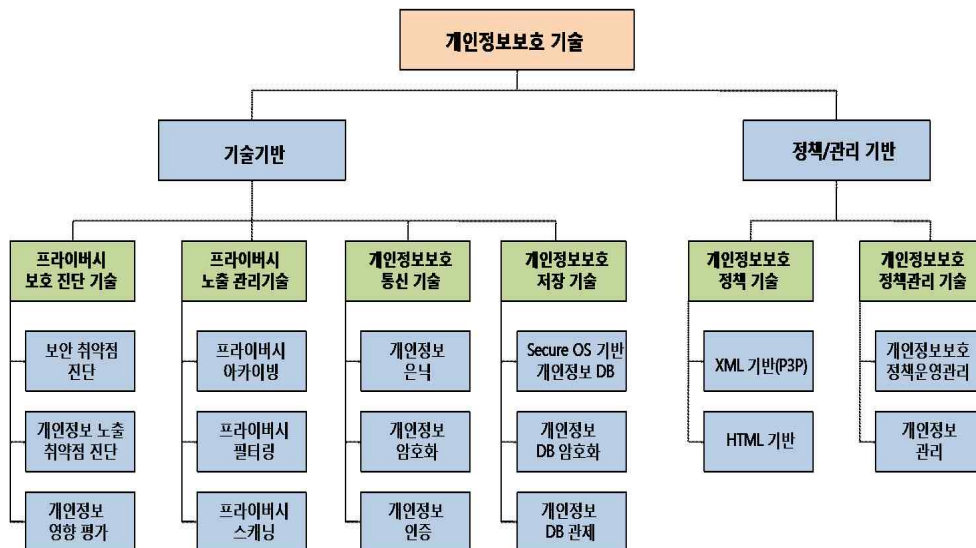 개인정보보호 기술
기술기반
정책/관리 기반
프라이버시
보호 진단 기술
프라이버시
노출 관리기술
개인정보보호
통신 기술
개인정보보호
저장 기술
개인정보보호
정책 기술
개인정보보호
정책관리 기술
보안 취약점
진단
프라이버시
아카이빙
개인정보
은닉
Secure OS 기반
개인정보 DB
XML 기반(P3P)
개인정보보호
정책운영관리
개인정보 노출
취약점 진단
프라이버시
필터링
개인정보
암호화
개인정보
DB 암호화
HTML 기반
개인정보
관리
개인정보
영향 평가
프라이버시
스캐닝
개인정보
인증
개인정보
DB 관제